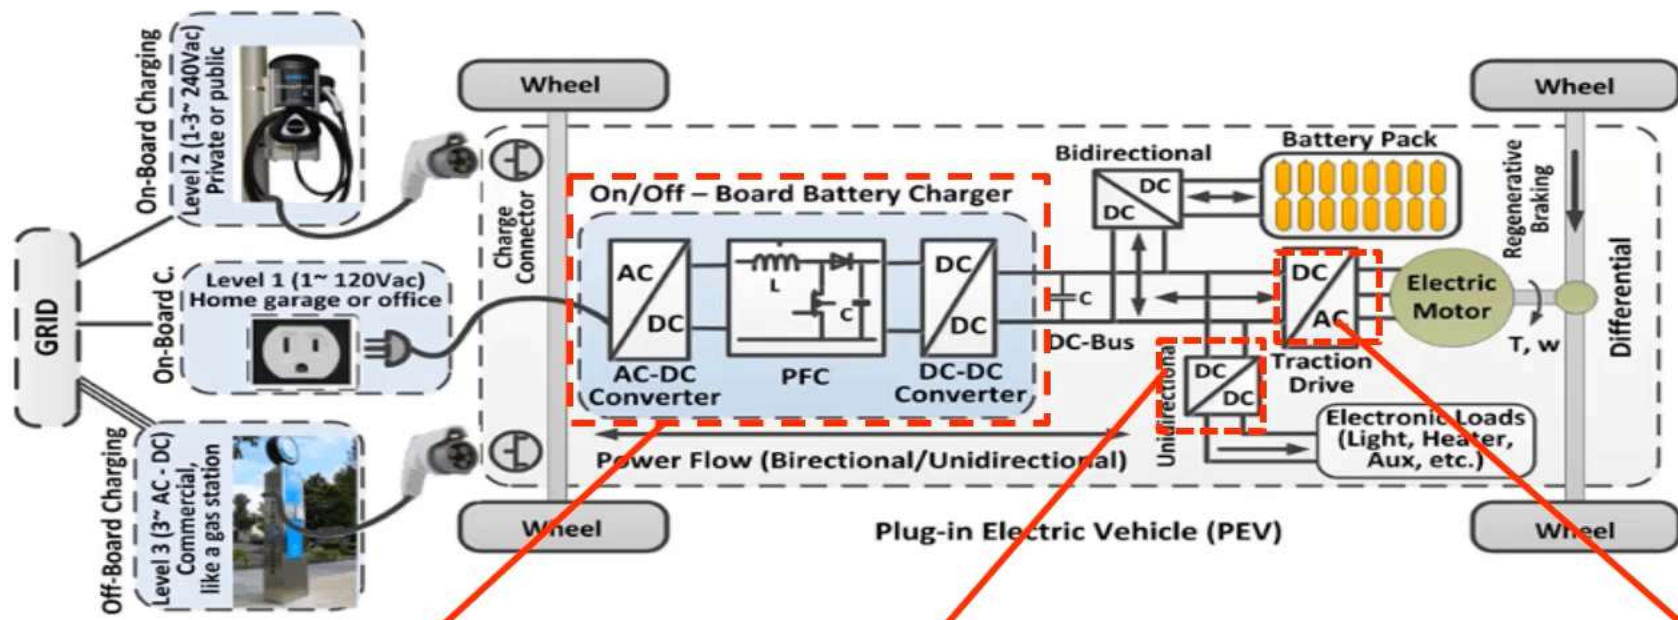 GRID
On-Board Charging
Level 2 (1-3~ 240Vac)
Private or public
On-Board C.
Level 1 (1~ 120Vac)
Home garage or office
Off-Board Charging
Level 3 (3~ AC - DC)
Commercial,
like a gas station
Wheel
Charge
Connector
Wheel
On/Off – Board Battery Charger
AC
DC
AC-DC
Converter
L
C
PFC
DC
DC
DC-DC
Converter
Power Flow (Birectional/Unidirectional)
C
DC-Bus
Bidirectional
DC
DC
Battery Pack
Unidirectional
DC
DC
DC
AC
Traction
Drive
Electric
Motor
Electronic Loads
(Light, Heater,
Aux, etc.)
Regenerative
Braking
T, w
Wheel
Differential
Wheel
Plug-in Electric Vehicle (PEV)